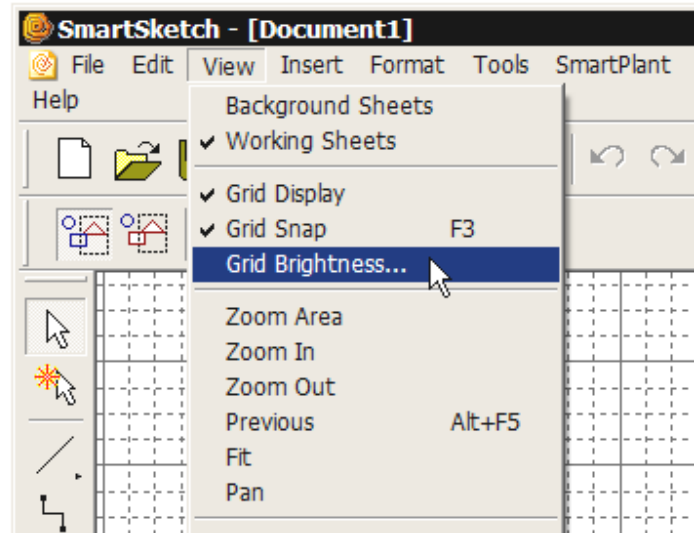 SmartSketch - [Document1]
File Edit View Insert Format Tools SmartPlant
Help
Background Sheets
Working Sheets
Grid Display
Grid Snap F3
Grid Brightness...
Zoom Area
Zoom In
Zoom Out
Previous Alt+F5
Fit
Pan